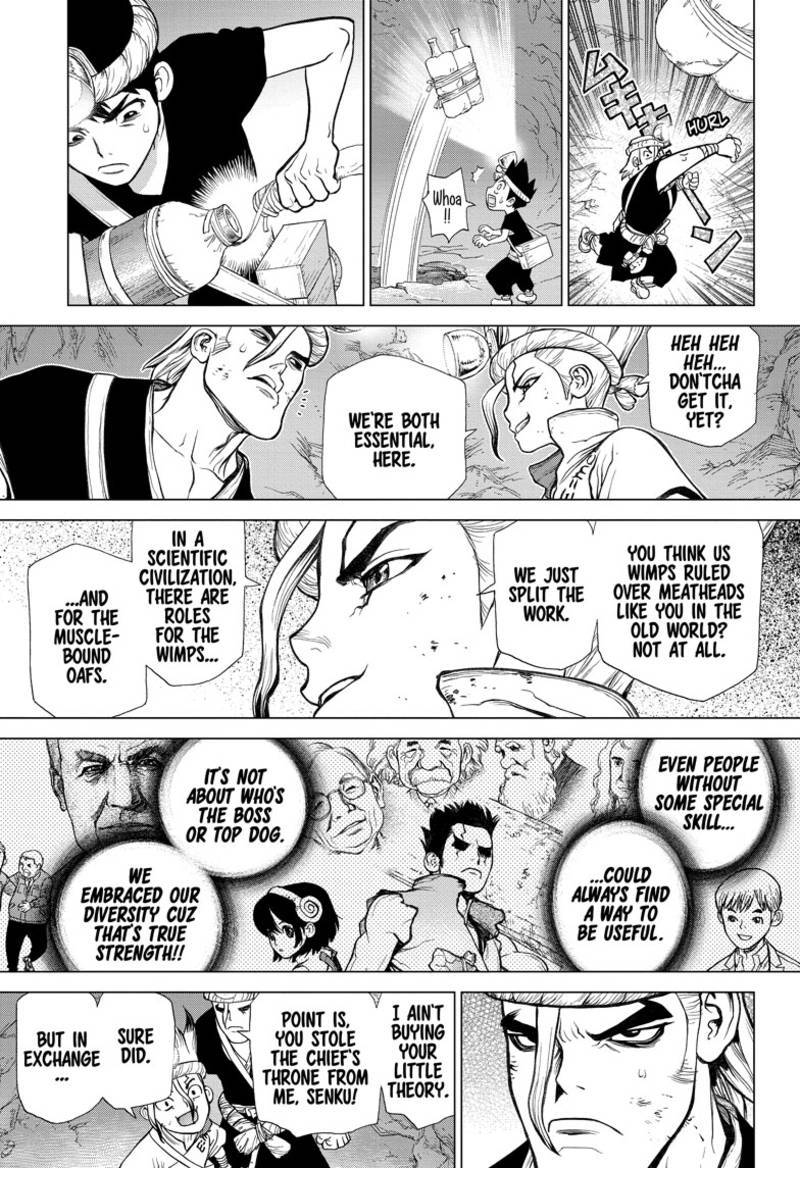 ムキキ
HURL
Whoa
!!
HEH HEH
HEH...
DON'TCHA
GET IT,
YET?
WE'RE BOTH
ESSENTIAL,
HERE.
YOU THINK US
WIMPS RULED
OVER MEATHEADS
LIKE YOU IN THE
OLD WORLD?
NOT AT ALL.
WE JUST
SPLIT THE
WORK.
IN A
SCIENTIFIC
CIVILIZATION,
THERE ARE
ROLES
FOR THE
WIMPS...
...AND
FOR THE
MUSCLE-
BOUND
OAFS.
EVEN PEOPLE
WITHOUT
SOME SPECIAL
SKILL...
...COULD
ALWAYS FIND
A WAY TO
BE USEFUL.
IT'S NOT
ABOUT WHO'S
THE BOSS
OR TOP DOG.
WE
EMBRACED OUR
DIVERSITY CUZ
THAT'S TRUE
STRENGTH!!
I AIN'T
BUYING
YOUR
LITTLE
THEORY.
POINT IS,
YOU STOLE
THE CHIEF'S
THRONE FROM
ME, SENKU!
SURE
DID.
BUT IN
EXCHANGE
...